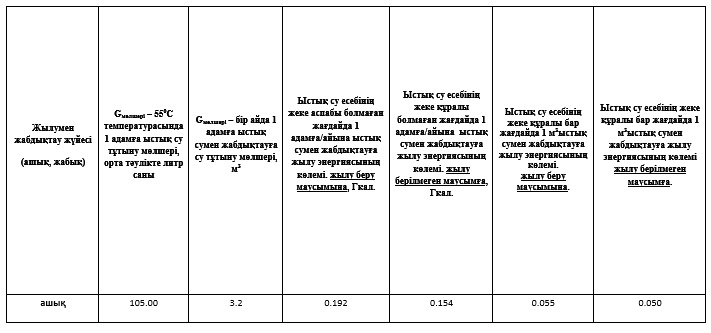 Жылумен
жабдықтау жүйесі
(ашық, жабық)
Gмөлшері – 55⁰С
температурасында
1 адамға ыстық су
тұтыну мөлшері,
орта тәулікте литр
саны
Gмөлшері – бір айда 1
адамға ыстық
сумен жабдықтауға
су тұтыну мөлшері,
м³
Ыстық су есебінің
жеке аспабы болмаған
жағдайда 1
адамға/айына ыстық
сумен жабдықтауға
жылу энергиясының
көлемі. жылу беру
маусымына, Гкал.
Ыстық су есебінің
жеке құралы
болмаған жағдайда 1
адамға/айына ыстық
сумен жабдықтауға
жылу энергиясының
көлемі. жылу
берілмеген маусымға,
Гкал.
Ыстық су есебінің
жеке құралы бар
жағдайда 1 м³ыстық
сумен жабдықтауға
жылу энергиясының
көлемі.
жылу беру
маусымына.
Ыстық су есебінің жеке
құралы бар жағдайда 1
м³ыстық сумен
жабдықтауға жылу
энергиясының көлемі
жылу берілмеген
маусымға.
ашық 105.00 3.2 0.192 0.154 0.055 0.050